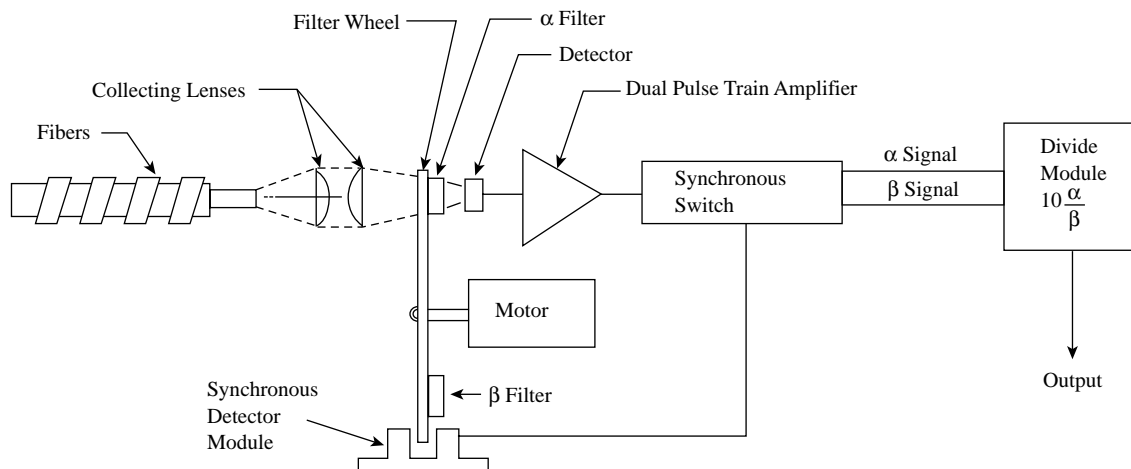 Filter Wheel
α Filter
Detector
Collecting Lenses
Dual Pulse Train Amplifier
Fibers
Synchronous
Switch
α Signal
β Signal
Divide
Module
10 α/β
Motor
Output
Synchronous
Detector
Module
β Filter